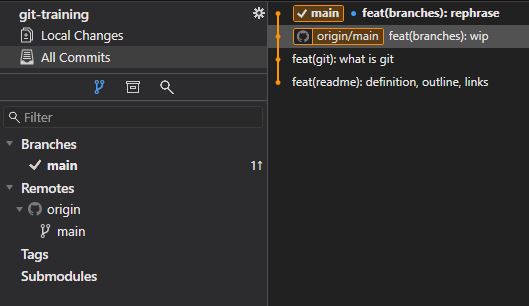 git-training
Local Changes
All Commits
Filter
Branches
main 1↑
Remotes
origin
main
Tags
Submodules
main feat(branches): rephrase
origin/main feat(branches): wip
feat(git): what is git
feat(readme): definition, outline, links